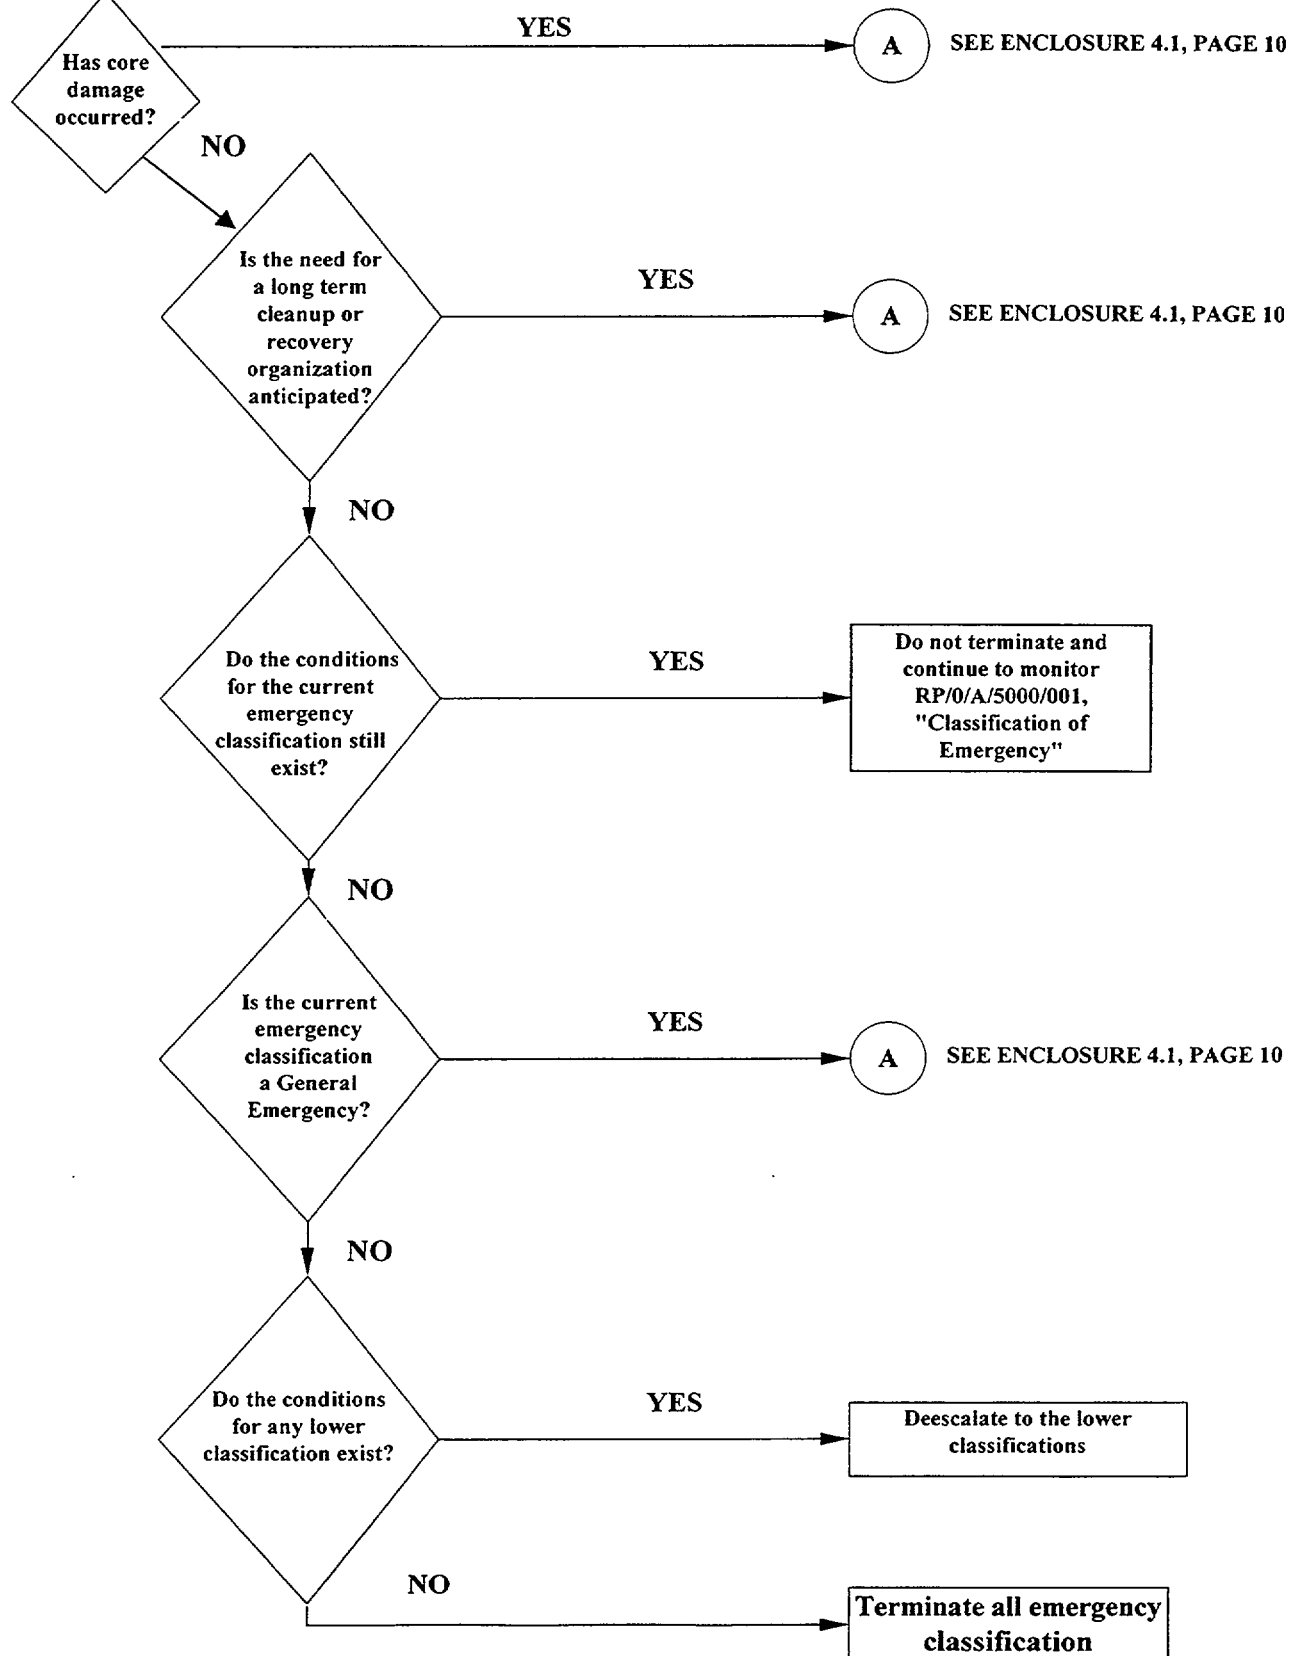 YES
A
SEE ENCLOSURE 4.1, PAGE 10
Has core
damage
occurred?
NO
Is the need for
a long term
cleanup or
recovery
organization
anticipated?
YES
A
SEE ENCLOSURE 4.1, PAGE 10
NO
Do the conditions
for the current
emergency
classification still
exist?
YES
Do not terminate and
continue to monitor
RP/0/A/5000/001,
"Classification of
Emergency"
NO
Is the current
emergency
classification
a General
Emergency?
YES
A
SEE ENCLOSURE 4.1, PAGE 10
NO
Do the conditions
for any lower
classification exist?
YES
Deescalate to the lower
classifications
NO
Terminate all emergency
classification